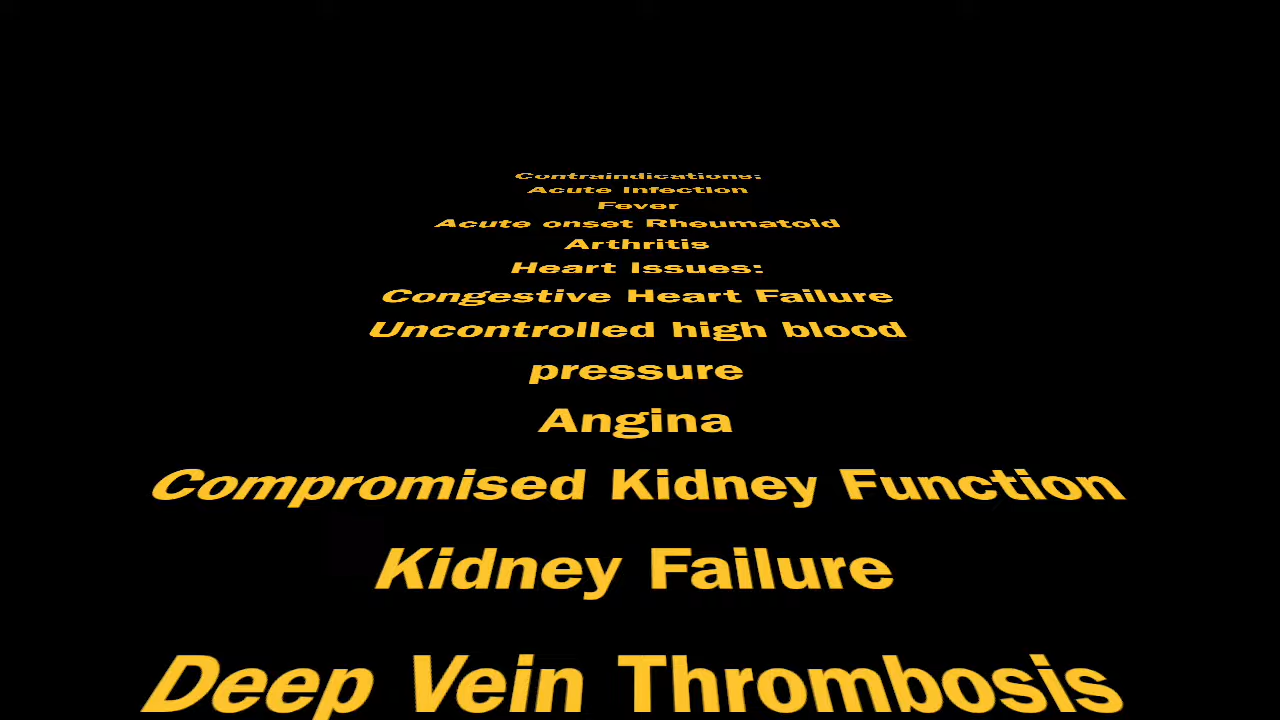 Contraindications:
Acute Infection
Fever
Acute onset Rheumatoid
Arthritis
Heart Issues:
Congestive Heart Failure
Uncontrolled high blood
pressure
Angina
Compromised Kidney Function
Kidney Failure
Deep Vein Thrombosis